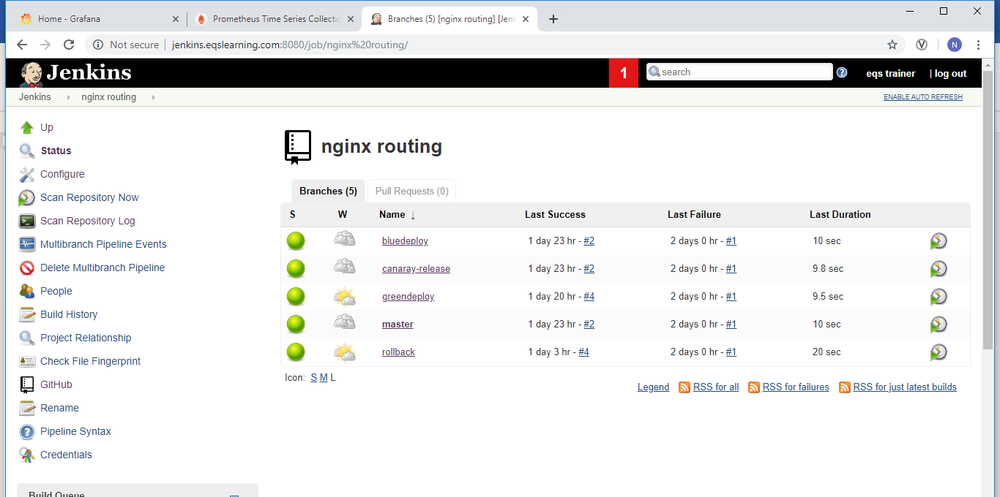 Home - Grafana
Prometheus Time Series Collectio
Branches (5) [nginx routing] [Jenk
Not secure
jenkins.eqslearning.com:8080/job/nginx%20routing/
N
Jenkins
1
search
eqs trainer
| log out
Jenkins
nginx routing
ENABLE AUTO REFRESH
Up
Status
Configure
Scan Repository Now
Scan Repository Log
Multibranch Pipeline Events
Delete Multibranch Pipeline
People
Build History
Project Relationship
Check File Fingerprint
GitHub
Rename
Pipeline Syntax
Credentials
Build Queue
nginx routing
Branches (5)
Pull Requests (0)
S W Name ↓ Last Success Last Failure Last Duration
bluedeploy 1 day 23 hr - #2 2 days 0 hr - #1 10 sec
canaray-release 1 day 23 hr - #2 2 days 0 hr - #1 9.8 sec
greendeploy 1 day 20 hr - #4 2 days 0 hr - #1 9.5 sec
master 1 day 23 hr - #2 2 days 0 hr - #1 10 sec
rollback 1 day 3 hr - #4 2 days 0 hr - #1 20 sec
Icon: S M L
Legend RSS for all RSS for failures RSS for just latest builds